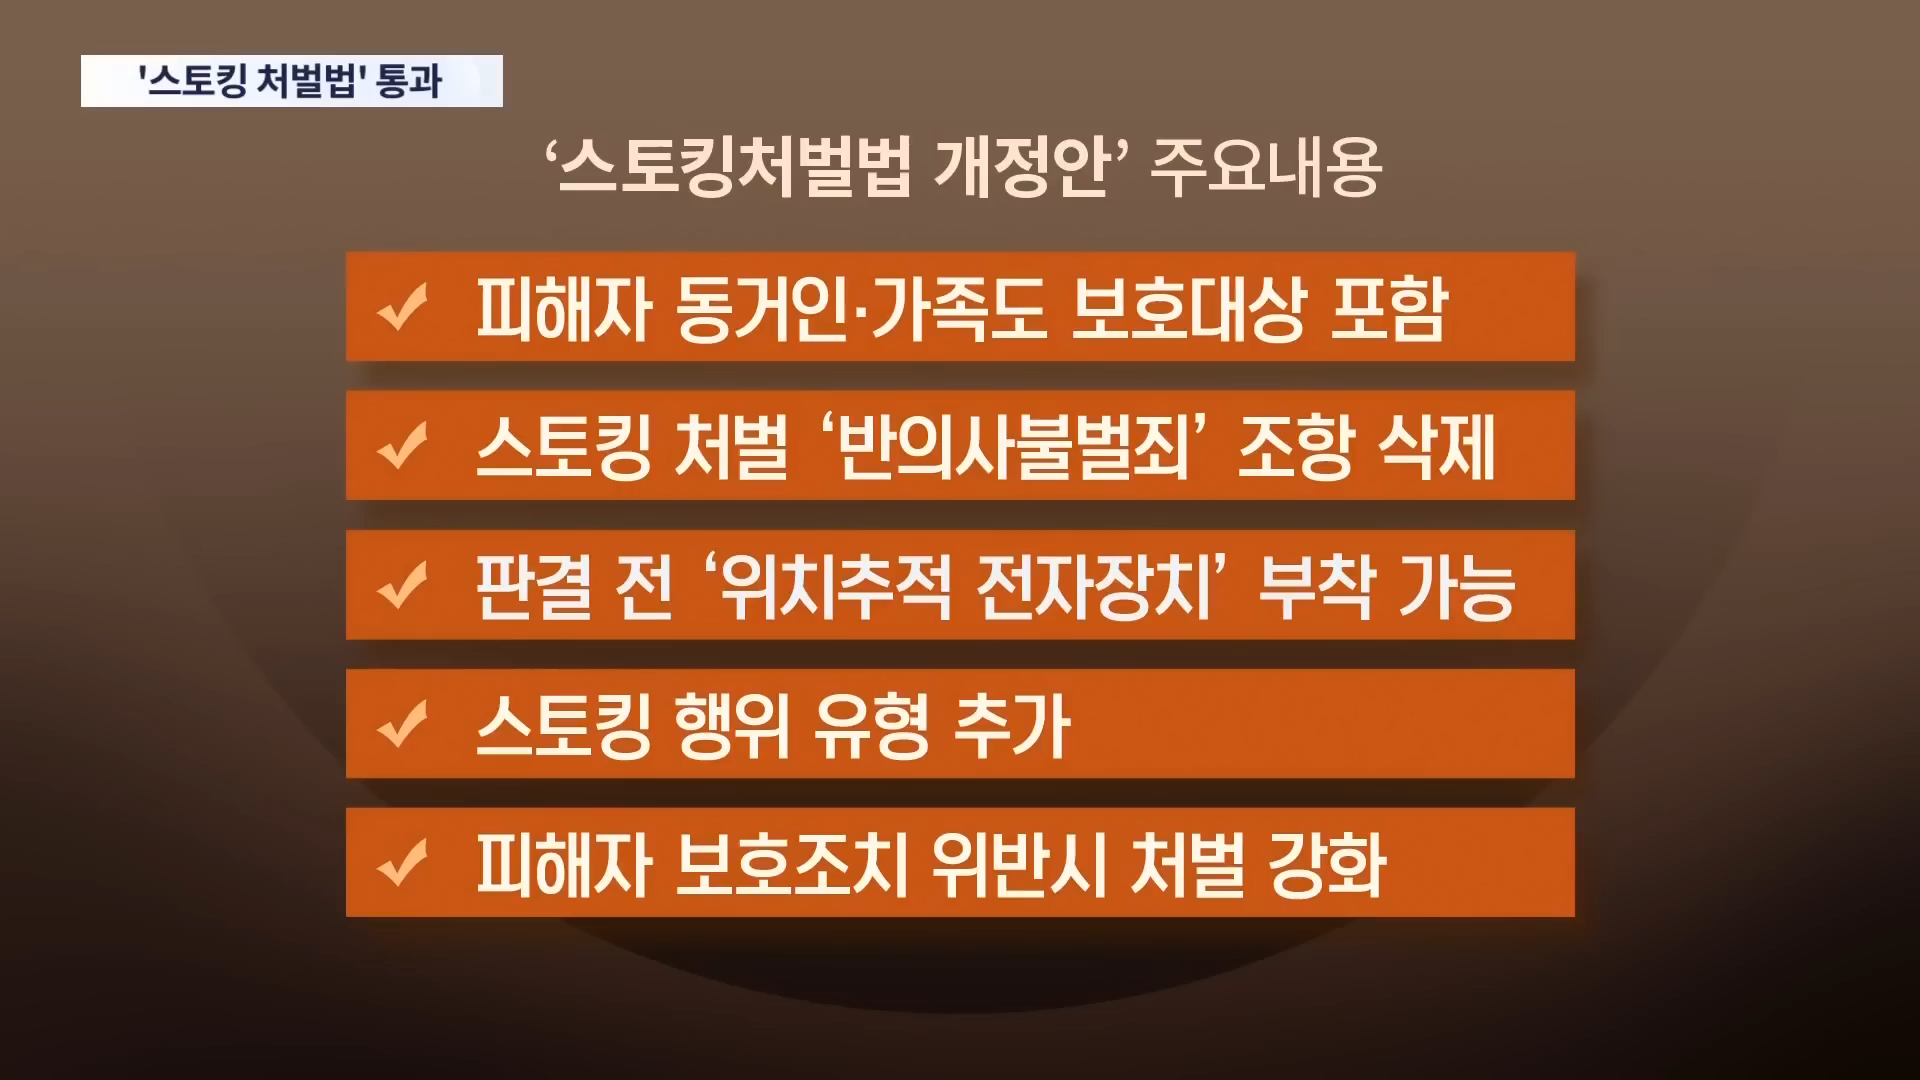 '스토킹 처벌법' 통과
‘스토킹처벌법 개정안’ 주요내용
피해자 동거인·가족도 보호대상 포함
스토킹 처벌 ‘반의사불벌죄’ 조항 삭제
판결 전 ‘위치추적 전자장치’ 부착 가능
스토킹 행위 유형 추가
피해자 보호조치 위반시 처벌 강화